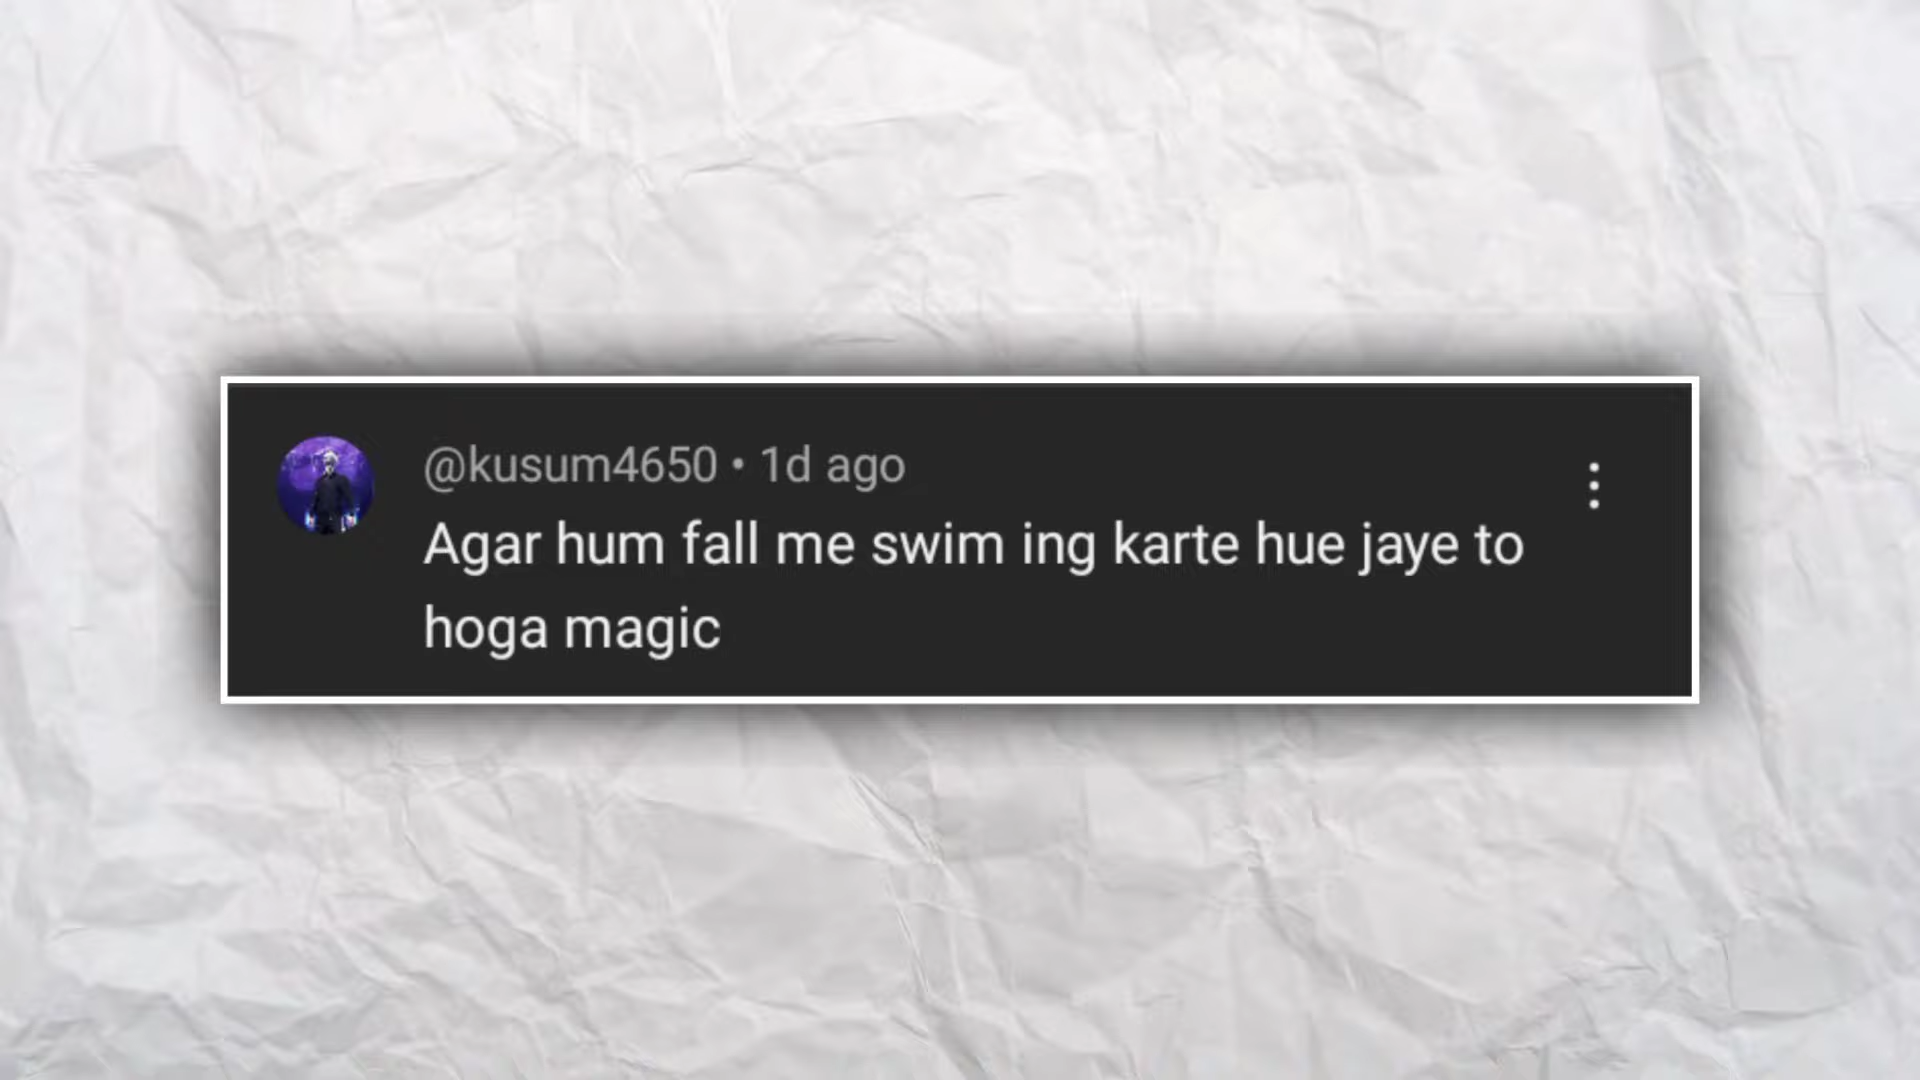 @kusum4650 • 1d ago
Agar hum fall me swim ing karte hue jaye to
hoga magic